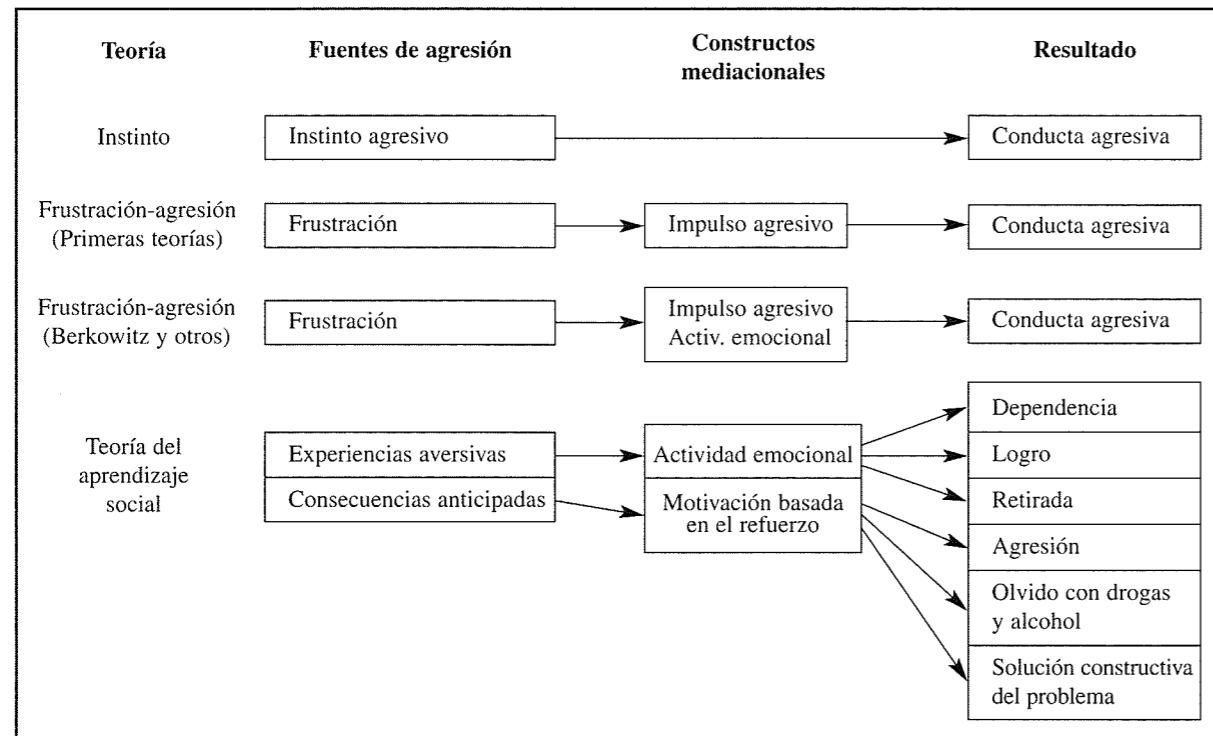 Teoría
Fuentes de agresión
Constructos
mediacionales
Resultado
Instinto
Instinto agresivo
Conducta agresiva
Frustración-agresión
(Primeras teorías)
Frustración
Impulso agresivo
Conducta agresiva
Frustración-agresión
(Berkowitz y otros)
Frustración
Impulso agresivo
Activ. emocional
Conducta agresiva
Teoría del
aprendizaje
social
Experiencias aversivas
Consecuencias anticipadas
Actividad emocional
Motivación basada
en el refuerzo
Dependencia
Logro
Retirada
Agresión
Olvido con drogas
y alcohol
Solución constructiva
del problema